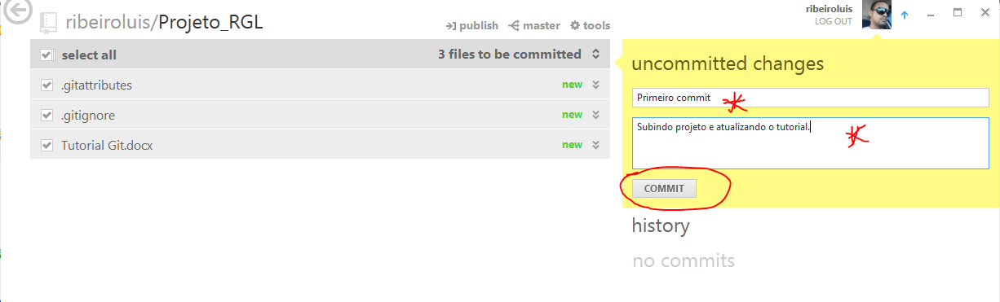 ribeiroluis
LOG OUT
ribeiroluis/Projeto_RGL
publish master tools
select all 3 files to be committed
.gitattributes new
.gitignore new
Tutorial Git.docx new
uncommitted changes
Primeiro commit
Subindo projeto e atualizando o tutorial.
COMMIT
history
no commits